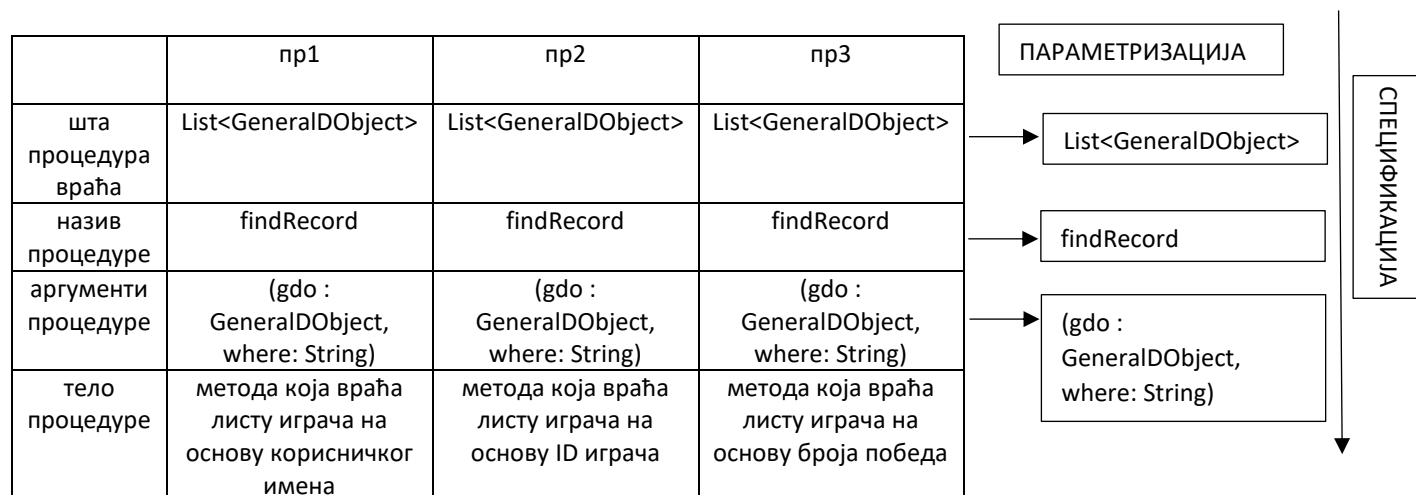 пр1
пр2
пр3
шта
процедура
враћа
List<GeneralDObject>
List<GeneralDObject>
List<GeneralDObject>
назив
процедуре
findRecord
findRecord
findRecord
аргументи
процедуре
(gdo :
GeneralDObject,
where: String)
(gdo :
GeneralDObject,
where: String)
(gdo :
GeneralDObject,
where: String)
тело
процедуре
метода која враћа
листу играча на
основу корисничког
имена
метода која враћа
листу играча на
основу ID играча
метода која враћа
листу играча на
основу броја победа
ПАРАМЕТРИЗАЦИЈА
List<GeneralDObject>
findRecord
(gdo :
GeneralDObject,
where: String)
СПЕЦИФИКАЦИЈА